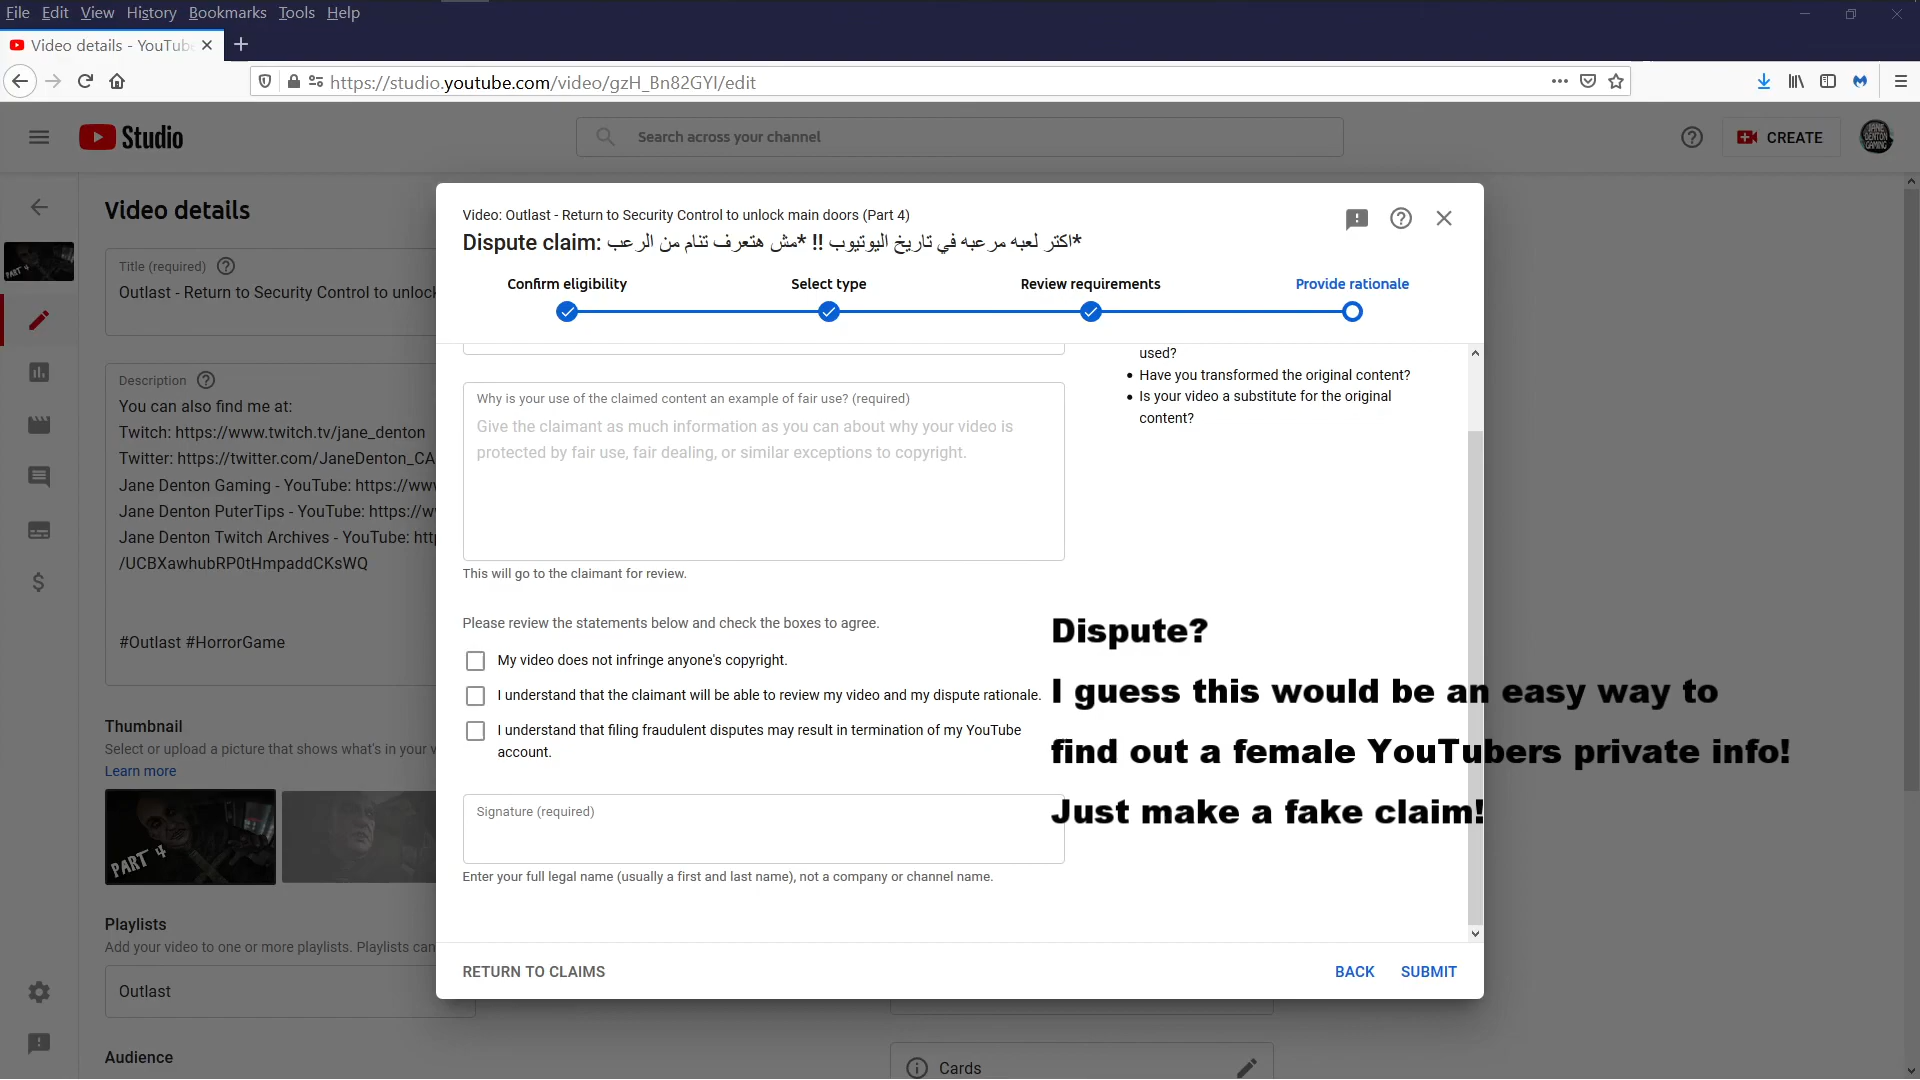 File Edit View History Bookmarks Tools Help
Video details - YouTube
https://studio.youtube.com/video/gzH_Bn82GYI/edit
Studio
Search across your channel
CREATE
Video details
Title (required)
Outlast - Return to Security Control to unlock
Description
You can also find me at:
Twitch: https://www.twitch.tv/jane_denton
Twitter: https://twitter.com/JaneDenton_CA
Jane Denton Gaming - YouTube: https://www
Jane Denton PuterTips - YouTube: https://w
Jane Denton Twitch Archives - YouTube: htt
/UCBXawhubRP0tHmpaddCKsWQ
#Outlast #HorrorGame
Thumbnail
Select or upload a picture that shows what's in your v
Learn more
PART 4
Playlists
Add your video to one or more playlists. Playlists can
Outlast
Audience
Video: Outlast - Return to Security Control to unlock main doors (Part 4)
Dispute claim: اكتر لعبه مرعبه في تاريخ اليوتيوب !! *مش هتعرف تنام من الرعب*
Confirm eligibility
Select type
Review requirements
Provide rationale
used?
Have you transformed the original content?
Is your video a substitute for the original
content?
Why is your use of the claimed content an example of fair use? (required)
Give the claimant as much information as you can about why your video is
protected by fair use, fair dealing, or similar exceptions to copyright.
This will go to the claimant for review.
Please review the statements below and check the boxes to agree.
My video does not infringe anyone's copyright.
I understand that the claimant will be able to review my video and my dispute rationale.
I understand that filing fraudulent disputes may result in termination of my YouTube
account.
Signature (required)
Enter your full legal name (usually a first and last name), not a company or channel name.
Dispute?
I guess this would be an easy way to
find out a female YouTubers private info!
Just make a fake claim!
RETURN TO CLAIMS
BACK
SUBMIT
Cards